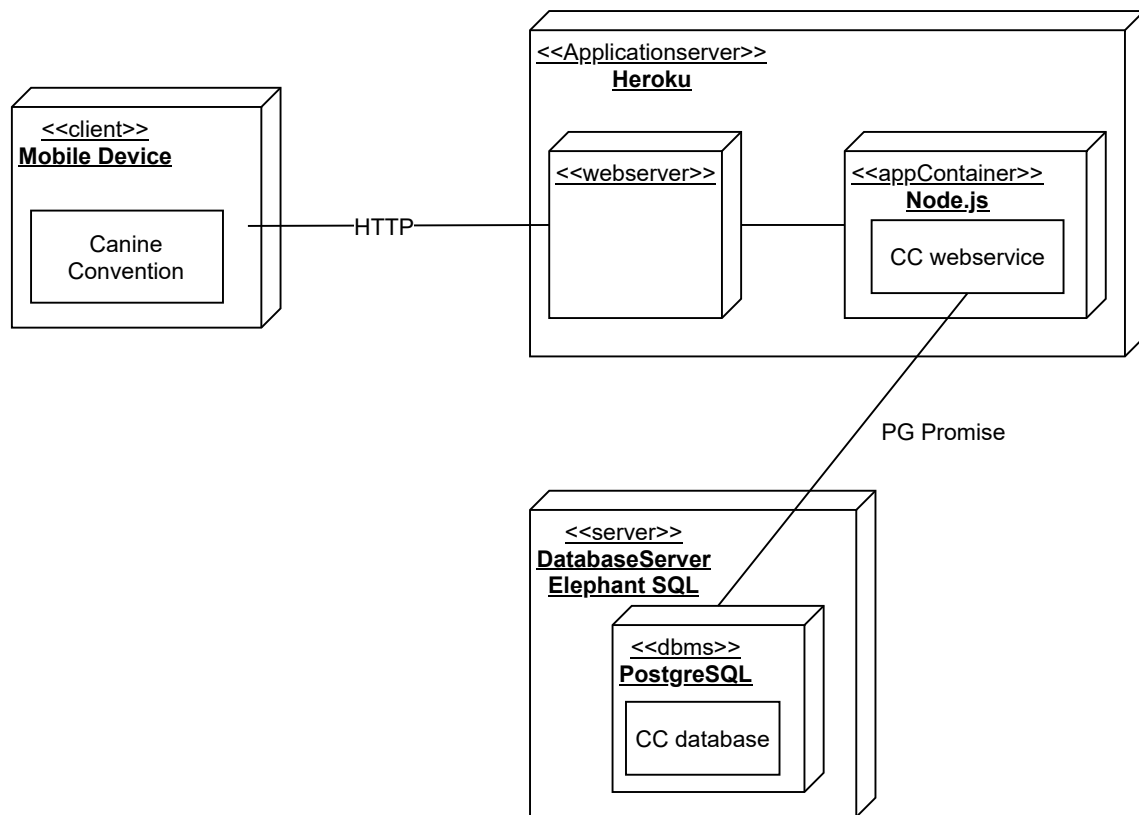 <<client>>
Mobile Device
Canine
Convention
HTTP
<<Applicationserver>>
Heroku
<<webserver>>
<<appContainer>>
Node.js
CC webservice
PG Promise
<<server>>
DatabaseServer
Elephant SQL
<<dbms>>
PostgreSQL
CC database